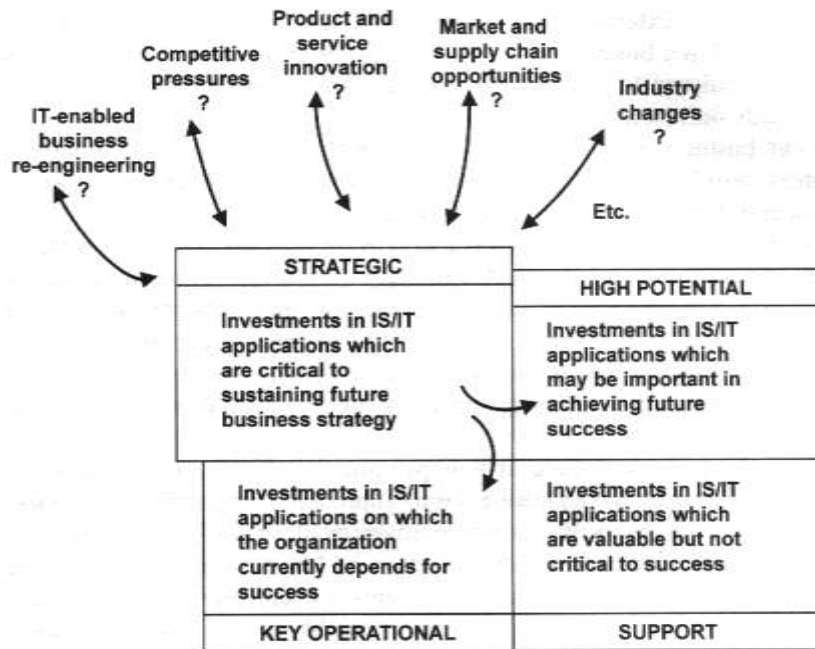 Product and
service
innovation
?
Competitive
pressures
?
Market and
supply chain
opportunities
?
IT-enabled
business
re-engineering
?
Industry
changes
?
Etc.
STRATEGIC
Investments in IS/IT
applications which
are critical to
sustaining future
business strategy
HIGH POTENTIAL
Investments in IS/IT
applications which
may be important in
achieving future
success
Investments in IS/IT
applications on which
the organization
currently depends for
success
KEY OPERATIONAL
Investments in IS/IT
applications which
are valuable but not
critical to success
SUPPORT